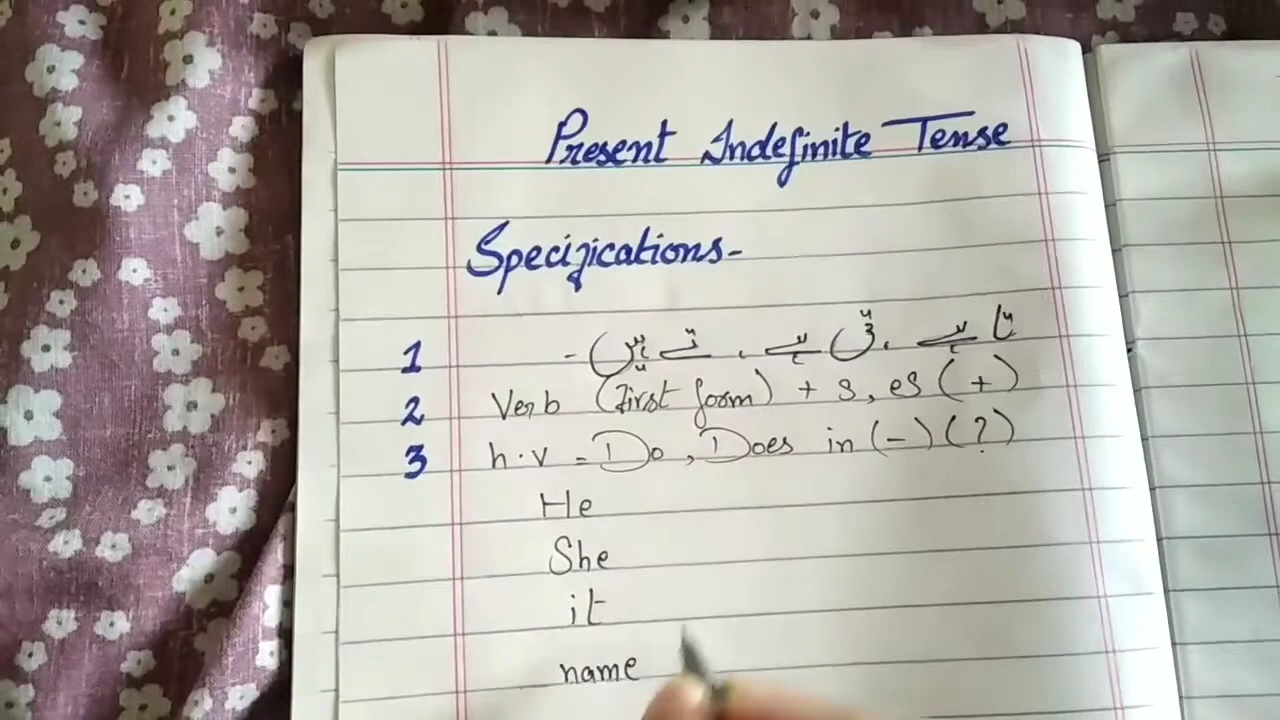 Present Indefinite Tense
Specifications-
1 تا ہے، تی ہے، تے ہیں -
2 Verb (First form) + s, es (+)
3 h.v = Do, Does in (-) (?)
He
She
it
name